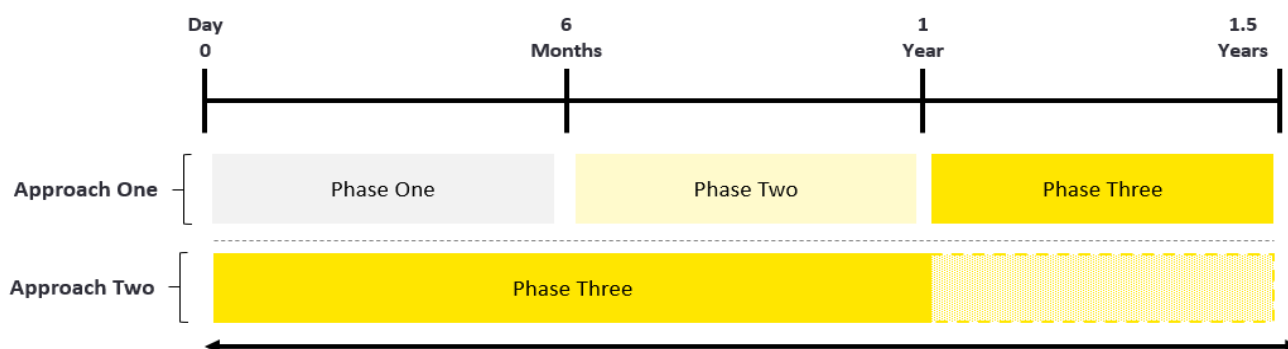 Day
0
6
Months
1
Year
1.5
Years
Approach One
Phase One
Phase Two
Phase Three
Approach Two
Phase Three